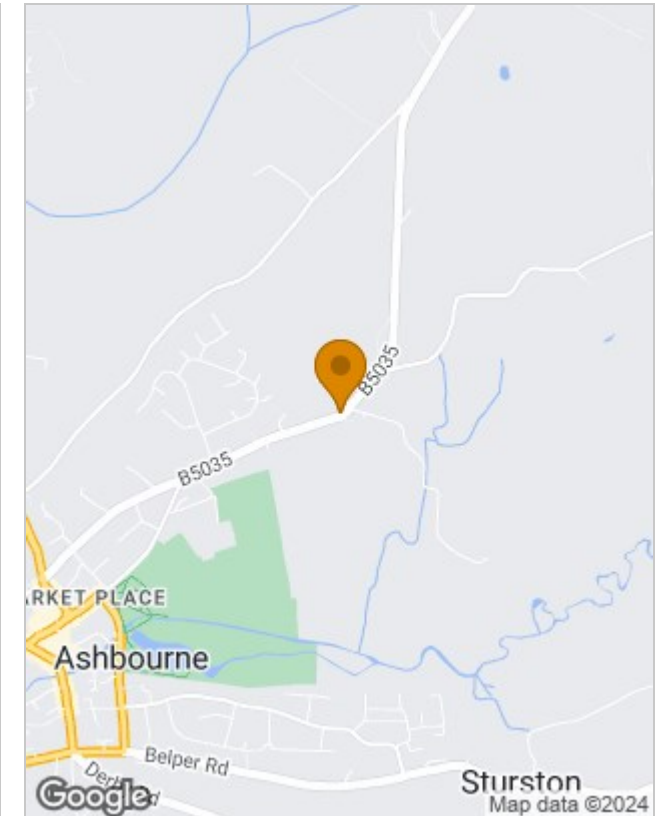 B5035
B5035
ARKET PLACE
Ashbourne
Belper Rd
Sturston
Google
Map data ©2024